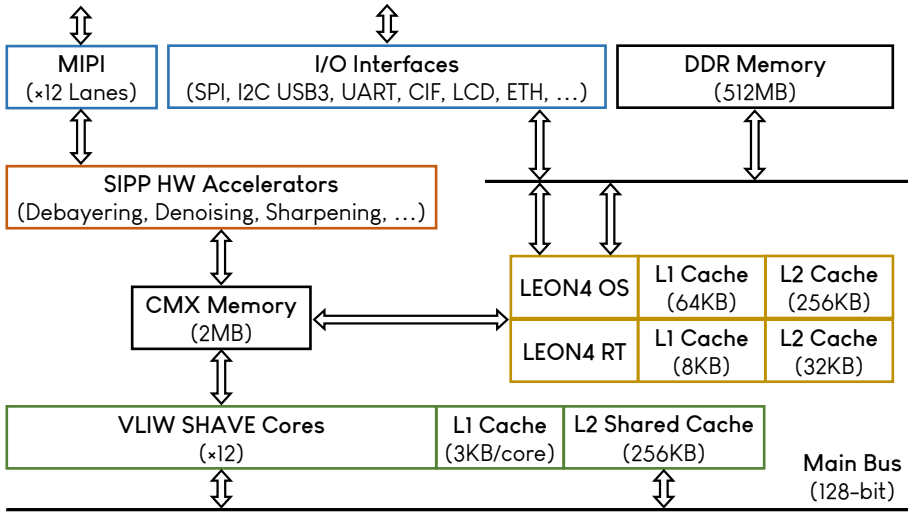 MIPI
(×12 Lanes)
I/O Interfaces
(SPI, I2C USB3, UART, CIF, LCD, ETH, ...)
DDR Memory
(512MB)
SIPP HW Accelerators
(Debayering, Denoising, Sharpening, ...)
CMX Memory
(2MB)
LEON4 OS
L1 Cache
(64KB)
L2 Cache
(256KB)
LEON4 RT
L1 Cache
(8KB)
L2 Cache
(32KB)
VLIW SHAVE Cores
(×12)
L1 Cache
(3KB/core)
L2 Shared Cache
(256KB)
Main Bus
(128-bit)